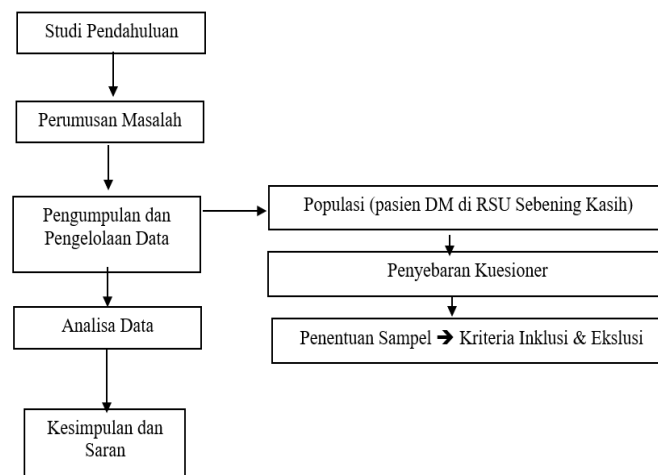 Studi Pendahuluan
Perumusan Masalah
Pengumpulan dan
Pengelolaan Data
Populasi (pasien DM di RSU Sebening Kasih)
Penyebaran Kuesioner
Analisa Data
Penentuan Sampel ➔ Kriteria Inklusi & Ekslusi
Kesimpulan dan
Saran